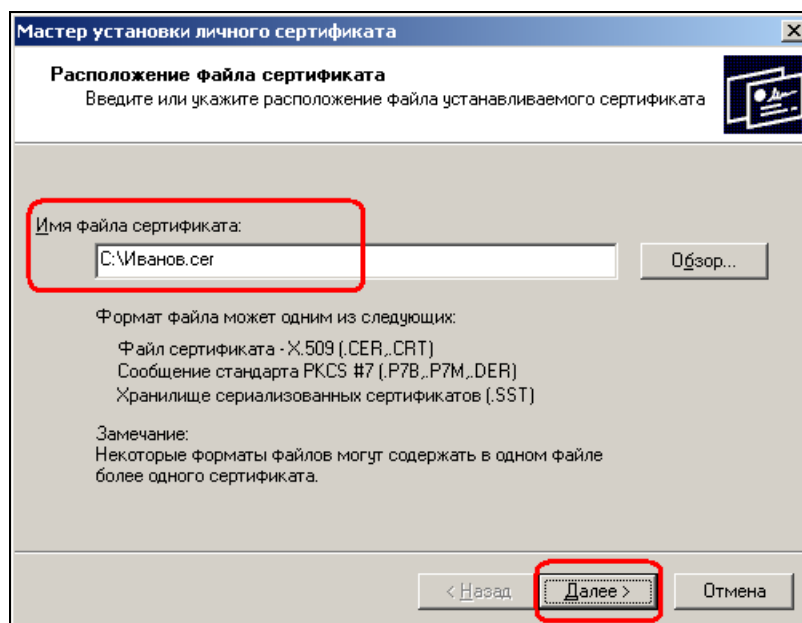 Мастер установки личного сертификата
Расположение файла сертификата
Введите или укажите расположение файла устанавливаемого сертификата
Имя файла сертификата:
C:\Иванов.cer
Обзор...
Формат файла может одним из следующих:
Файл сертификата - X.509 (.CER,.CRT)
Сообщение стандарта PKCS #7 (.P7B,.P7M,.DER)
Хранилище сериализованных сертификатов (.SST)
Замечание:
Некоторые форматы файлов могут содержать в одном файле
более одного сертификата.
< Назад
Далее >
Отмена